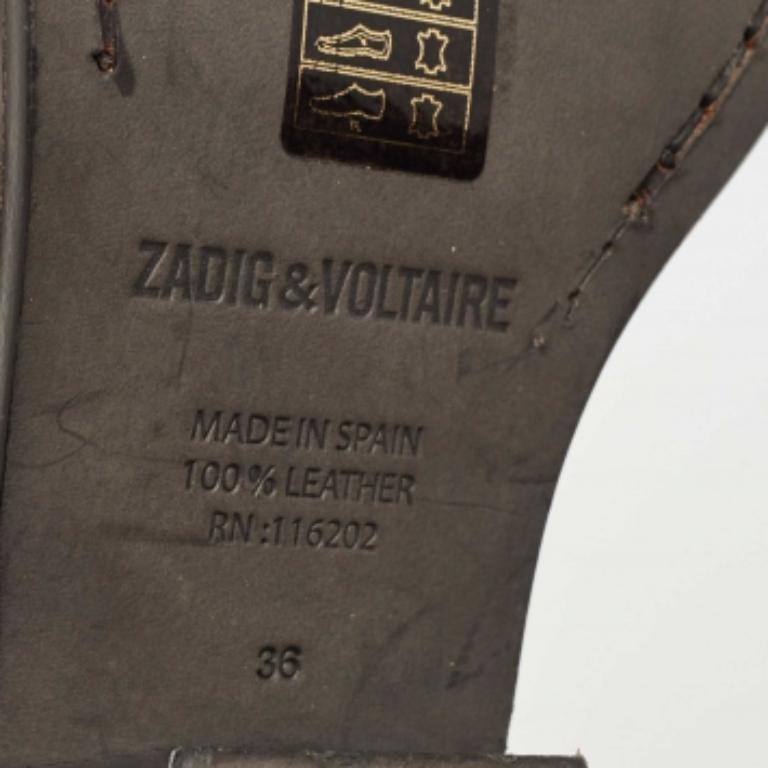 ZADIG & VOLTAIRE
MADE IN SPAIN
100 % LEATHER
RN :116202
36